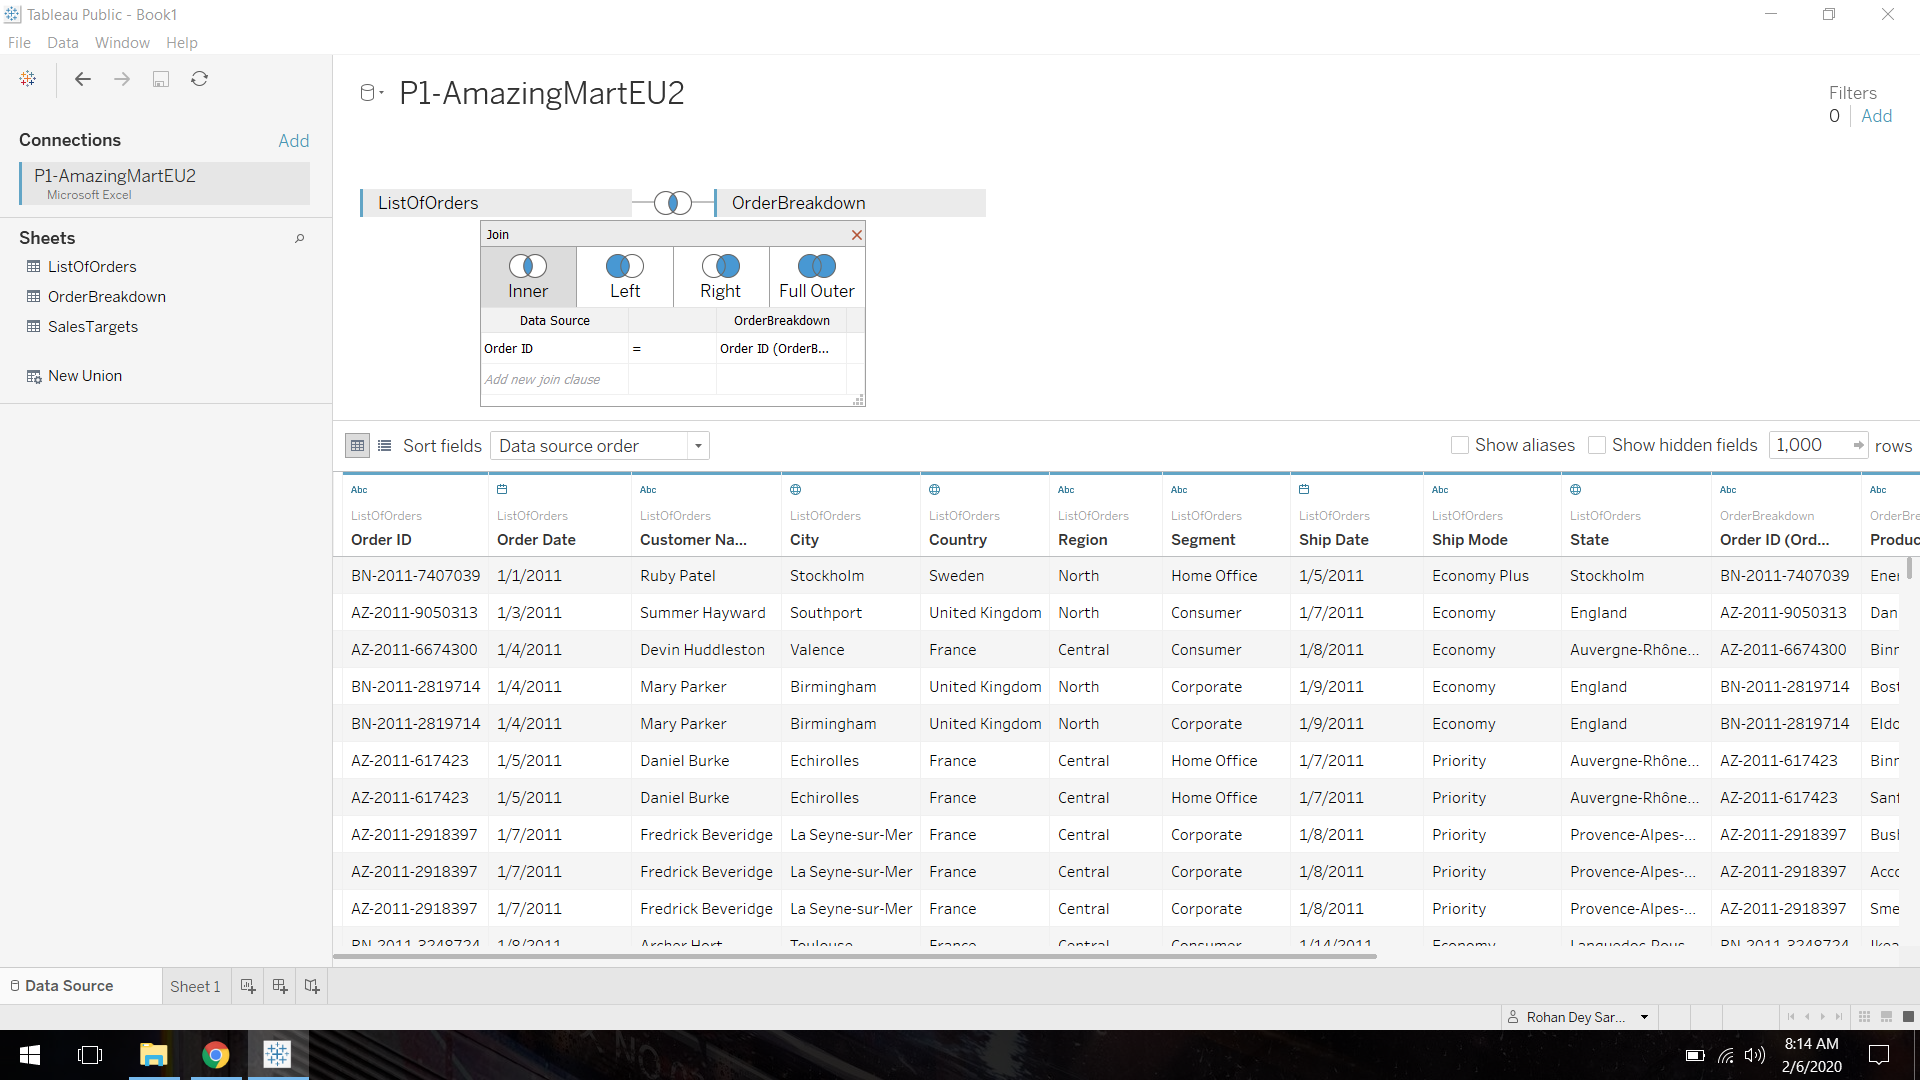 Tableau Public - Book1
File Data Window Help
Connections Add
P1-AmazingMartEU2
Microsoft Excel
Sheets
ListOfOrders
OrderBreakdown
SalesTargets
New Union
P1-AmazingMartEU2
Filters
0 Add
ListOfOrders OrderBreakdown
Join
Inner Left Right Full Outer
Data Source OrderBreakdown
Order ID = Order ID (OrderB...
Add new join clause
Sort fields Data source order Show aliases Show hidden fields 1,000 rows
Abc Abc Abc Abc Abc Abc Abc
ListOfOrders ListOfOrders ListOfOrders ListOfOrders ListOfOrders ListOfOrders ListOfOrders ListOfOrders ListOfOrders ListOfOrders OrderBreakdown OrderBre
Order ID Order Date Customer Na... City Country Region Segment Ship Date Ship Mode State Order ID (Ord... Produc
BN-2011-7407039 1/1/2011 Ruby Patel Stockholm Sweden North Home Office 1/5/2011 Economy Plus Stockholm BN-2011-7407039 Ener
AZ-2011-9050313 1/3/2011 Summer Hayward Southport United Kingdom North Consumer 1/7/2011 Economy England AZ-2011-9050313 Dan
AZ-2011-6674300 1/4/2011 Devin Huddleston Valence France Central Consumer 1/8/2011 Economy Auvergne-Rhône... AZ-2011-6674300 Binn
BN-2011-2819714 1/4/2011 Mary Parker Birmingham United Kingdom North Corporate 1/9/2011 Economy England BN-2011-2819714 Bost
BN-2011-2819714 1/4/2011 Mary Parker Birmingham United Kingdom North Corporate 1/9/2011 Economy England BN-2011-2819714 Eldo
AZ-2011-617423 1/5/2011 Daniel Burke Echirolles France Central Home Office 1/7/2011 Priority Auvergne-Rhône... AZ-2011-617423 Binn
AZ-2011-617423 1/5/2011 Daniel Burke Echirolles France Central Home Office 1/7/2011 Priority Auvergne-Rhône... AZ-2011-617423 Sant
AZ-2011-2918397 1/7/2011 Fredrick Beveridge La Seyne-sur-Mer France Central Corporate 1/8/2011 Priority Provence-Alpes-... AZ-2011-2918397 Bush
AZ-2011-2918397 1/7/2011 Fredrick Beveridge La Seyne-sur-Mer France Central Corporate 1/8/2011 Priority Provence-Alpes-... AZ-2011-2918397 Acco
AZ-2011-2918397 1/7/2011 Fredrick Beveridge La Seyne-sur-Mer France Central Corporate 1/8/2011 Priority Provence-Alpes-... AZ-2011-2918397 Sme
BN-2011-3248724 1/8/2011 Archer Hort Toulouse France Central Consumer 1/14/2011 Economy Languedoc-Rous... BN-2011-3248724 Ikea
Data Source Sheet 1
Rohan Dey Sar...
8:14 AM
2/6/2020